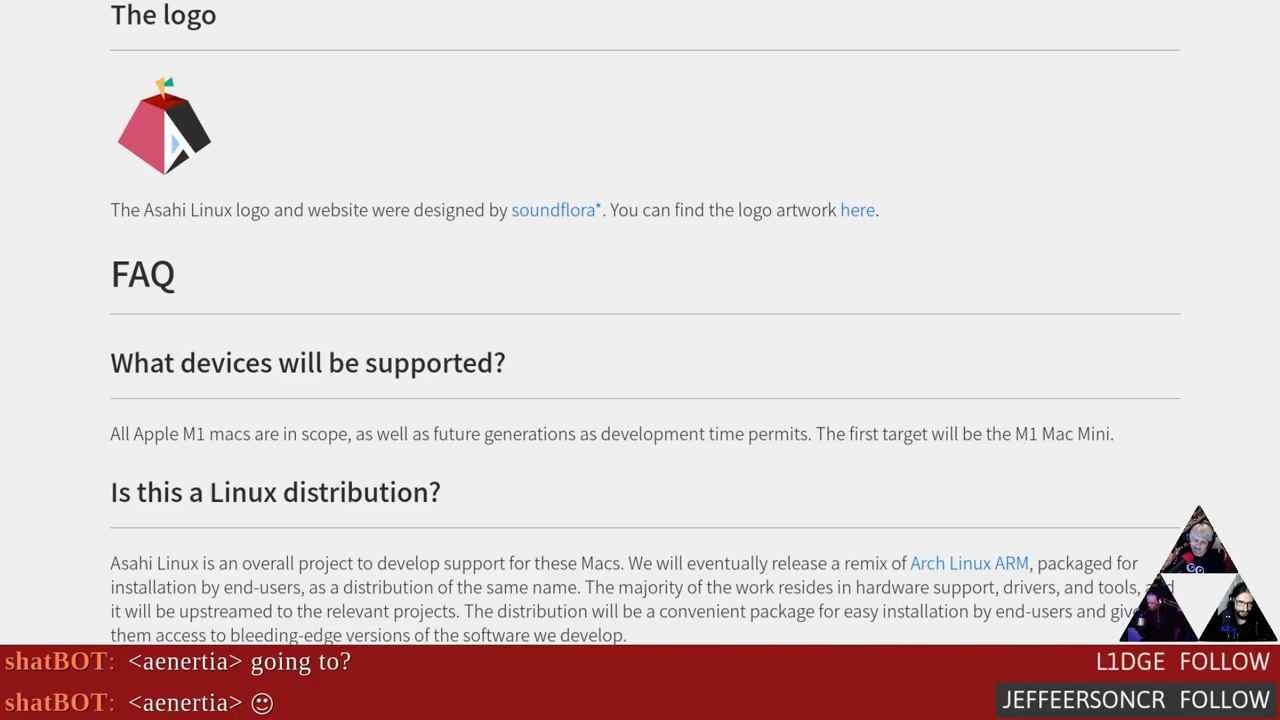 The logo
The Asahi Linux logo and website were designed by soundflora*. You can find the logo artwork here.
FAQ
What devices will be supported?
All Apple M1 macs are in scope, as well as future generations as development time permits. The first target will be the M1 Mac Mini.
Is this a Linux distribution?
Asahi Linux is an overall project to develop support for these Macs. We will eventually release a remix of Arch Linux ARM, packaged for
installation by end-users, as a distribution of the same name. The majority of the work resides in hardware support, drivers, and tools,
it will be upstreamed to the relevant projects. The distribution will be a convenient package for easy installation by end-users and
them access to bleeding-edge versions of the software we develop.
shatBOT: <aenertia> going to?
L1DGE FOLLOW
shatBOT: <aenertia> ☺
JEFFEERSONCR FOLLOW